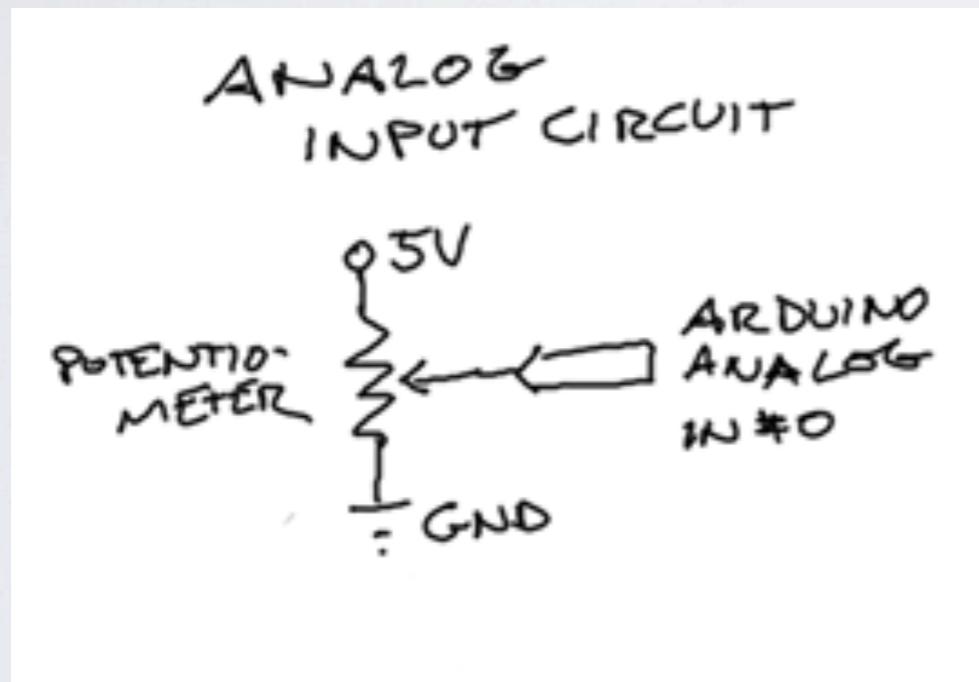 ANALOG
INPUT CIRCUIT
5V
POTENTIO-
METER
ARDUINO
ANALOG
IN #0
GND